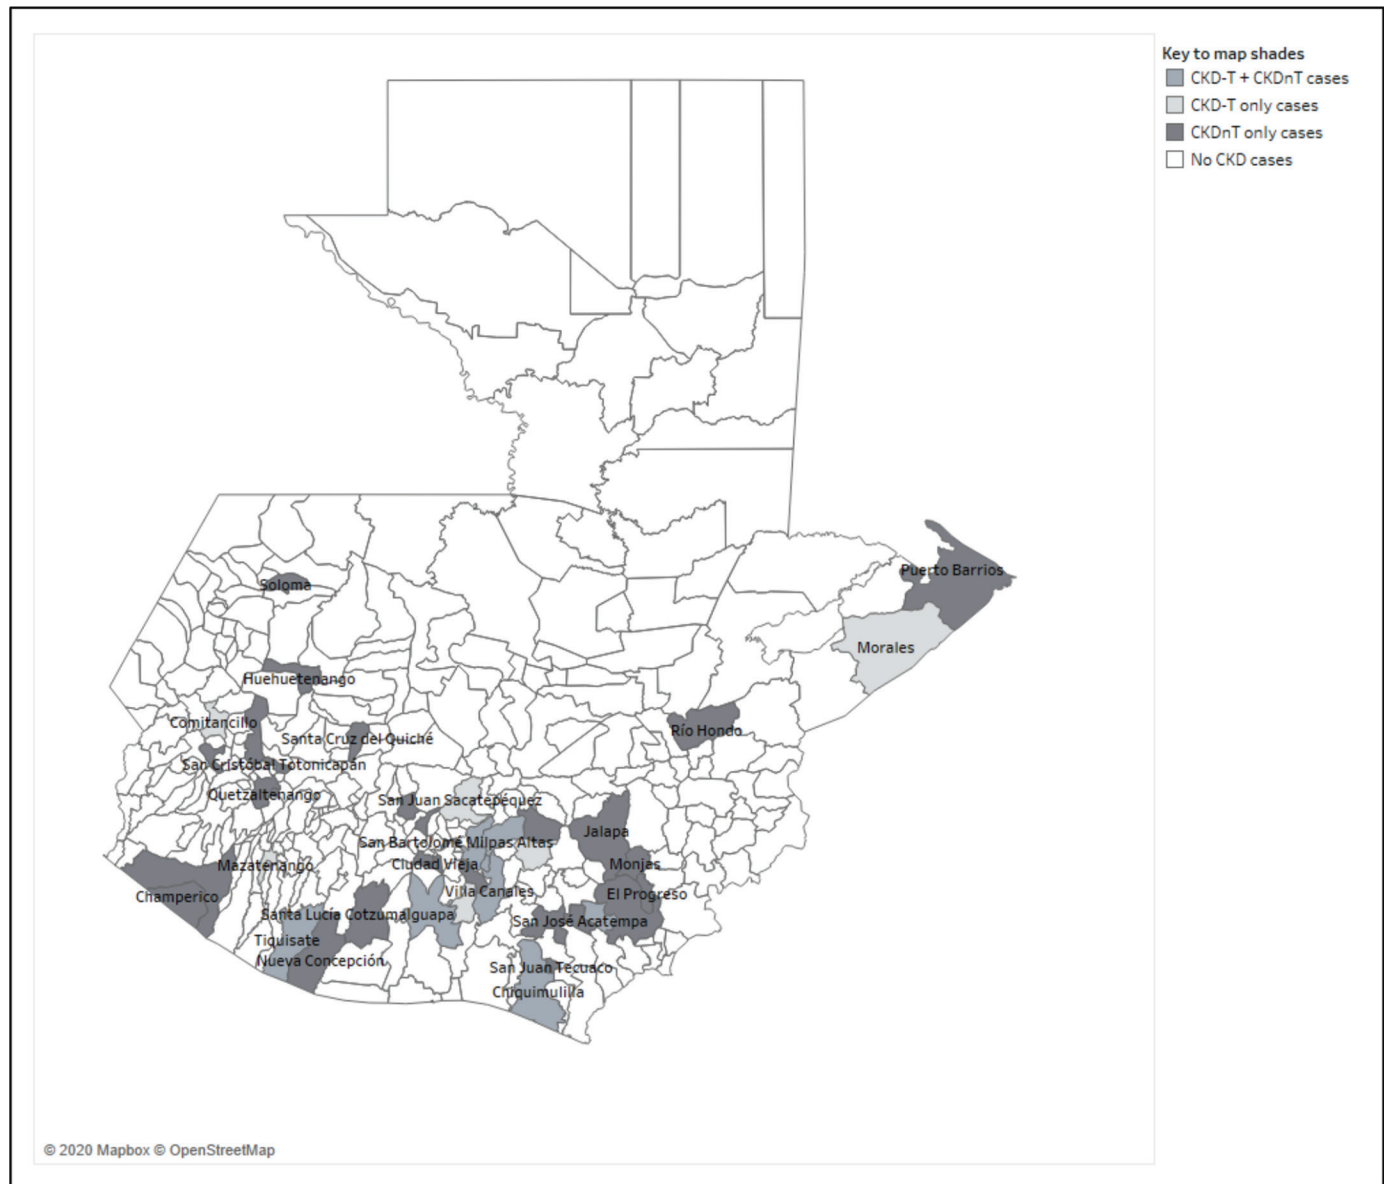 Key to map shades
CKD-T + CKDnT cases
CKD-T only cases
CKDnT only cases
No CKD cases
Puerto Barrios
Soloma
Morales
Huehuetenango
Comitancillo
Río Hondo
Santa Cruz del Quiché
San Cristóbal Totonicapán
Quetzaltenango
San Juan Sacatepéquez
Jalapa
San Bartolomé Milpas Altas
Ciudad Vieja
Monjas
Mazatenango
Villa Canales
El Progreso
Champerico
Santa Lucía Cotzumalguapa
San José Acatempa
Tiquisate
Nueva Concepción
San Juan Tecuaco
Chiquimulilla
© 2020 Mapbox © OpenStreetMap